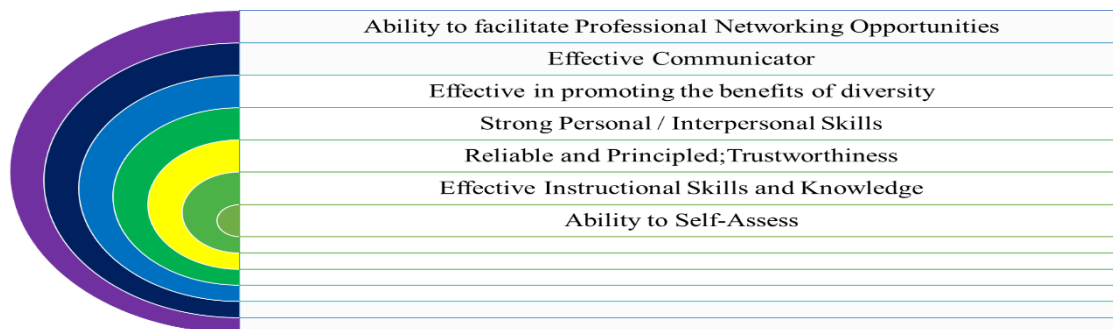 Ability to facilitate Professional Networking Opportunities
Effective Communicator
Effective in promoting the benefits of diversity
Strong Personal / Interpersonal Skills
Reliable and Principled;Trustworthiness
Effective Instructional Skills and Knowledge
Ability to Self-Assess